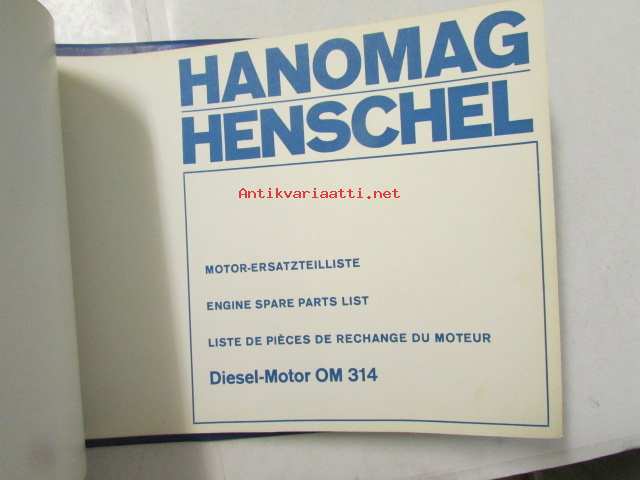 HANOMAG
HENSCHEL
Antikvariaatti.net
MOTOR-ERSATZTEILLISTE
ENGINE SPARE PARTS LIST
LISTE DE PIÈCES DE RECHANGE DU MOTEUR
Diesel-Motor OM 314